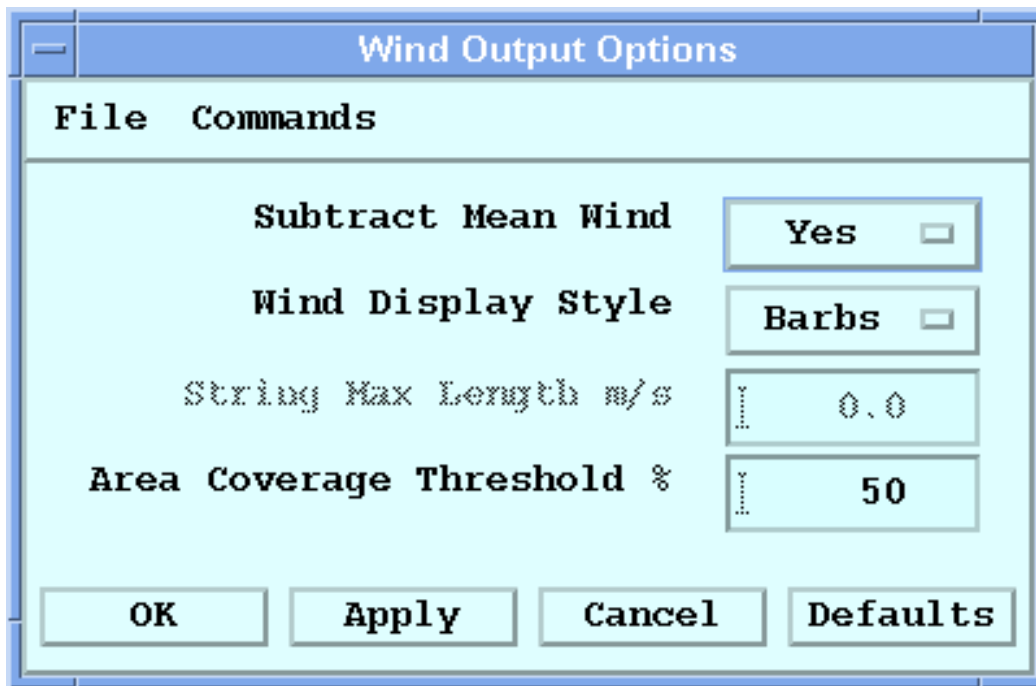 Wind Output Options
File Commands
Subtract Mean Wind Yes
Wind Display Style Barbs
String Max Length m/s 0.0
Area Coverage Threshold % 50
OK Apply Cancel Defaults